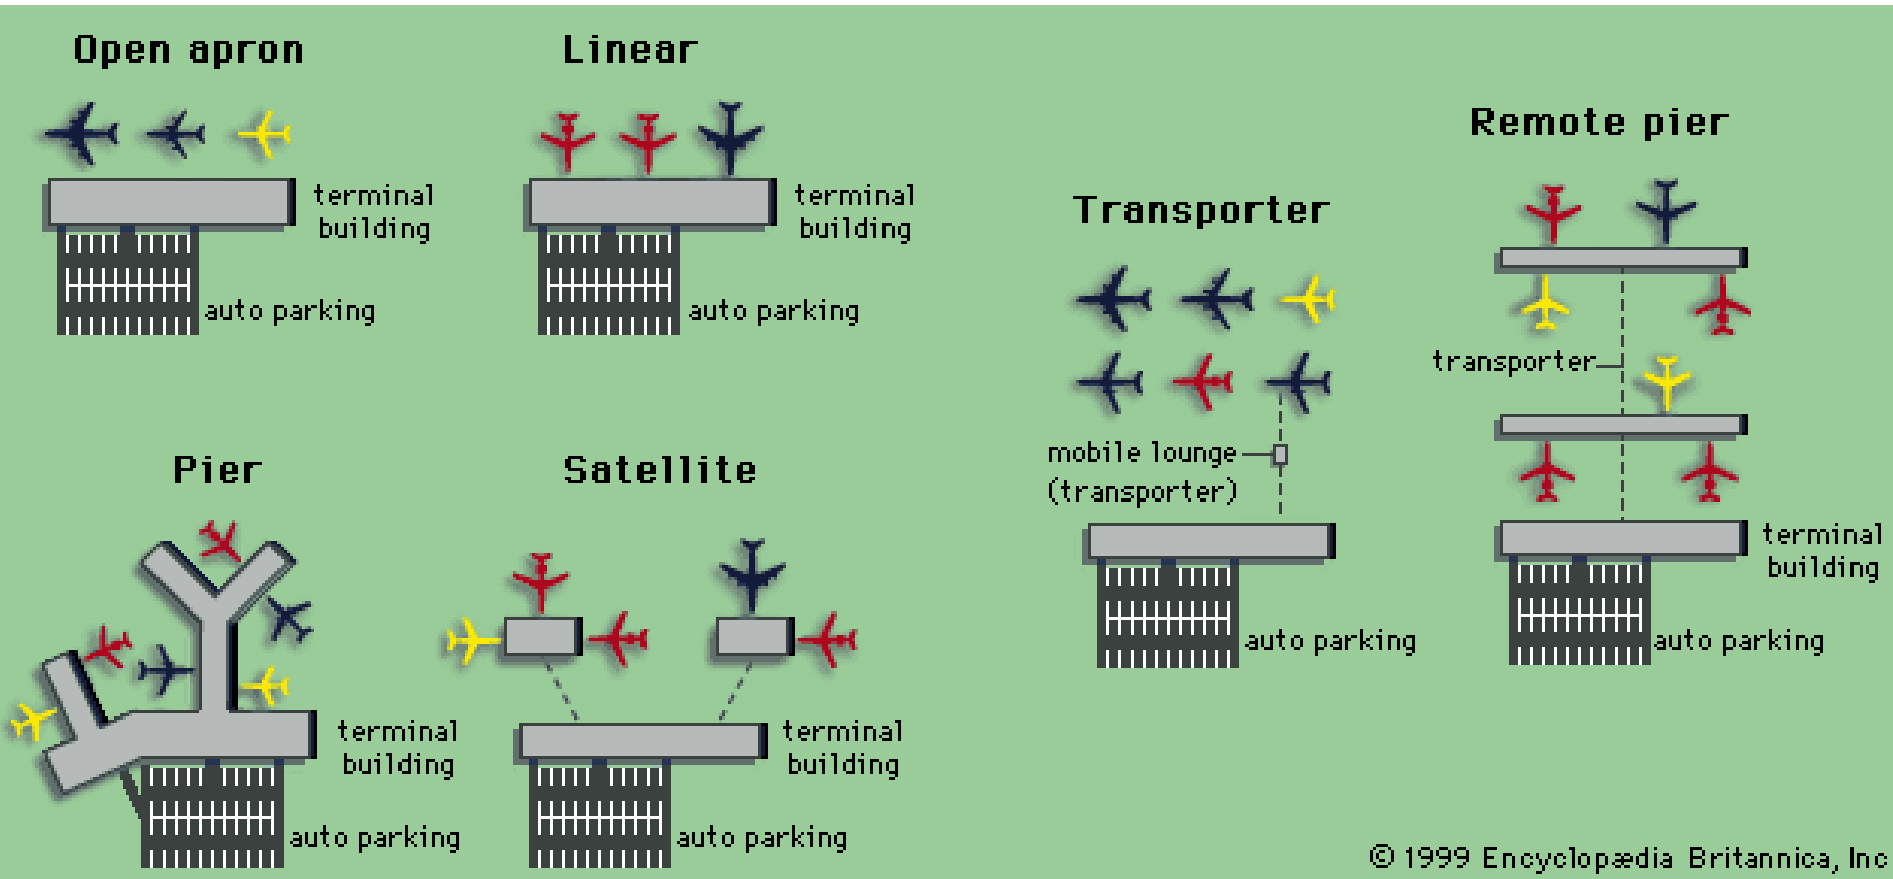 Open apron
terminal
building
auto parking
Linear
terminal
building
auto parking
Pier
terminal
building
auto parking
Satellite
terminal
building
auto parking
Transporter
mobile lounge
(transporter)
auto parking
Remote pier
transporter
terminal
building
auto parking
© 1999 Encyclopædia Britannica, Inc